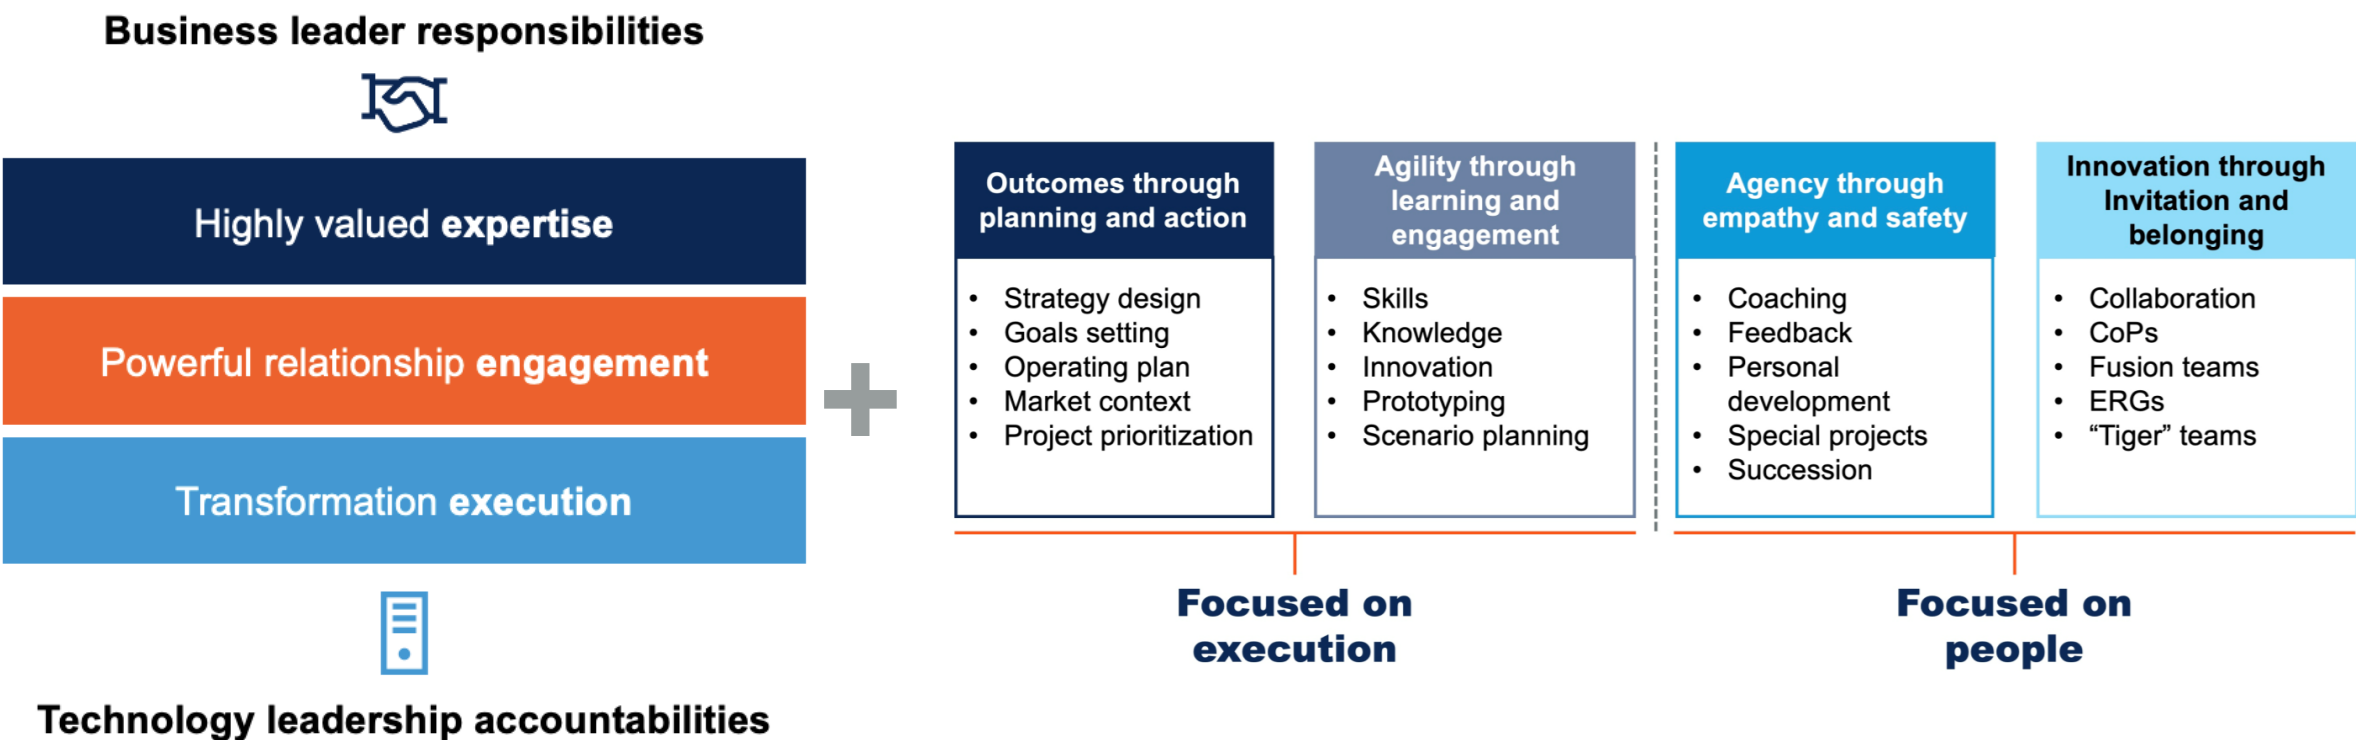 Business leader responsibilities
Highly valued expertise
Powerful relationship engagement
Transformation execution
Technology leadership accountabilities
Outcomes through
planning and action
• Strategy design
• Goals setting
• Operating plan
• Market context
• Project prioritization
Agility through
learning and
engagement
• Skills
• Knowledge
• Innovation
• Prototyping
• Scenario planning
Focused on
execution
Agency through
empathy and safety
• Coaching
• Feedback
• Personal
development
• Special projects
• Succession
Innovation through
Invitation and
belonging
• Collaboration
• CoPs
• Fusion teams
• ERGs
• “Tiger” teams
Focused on
people